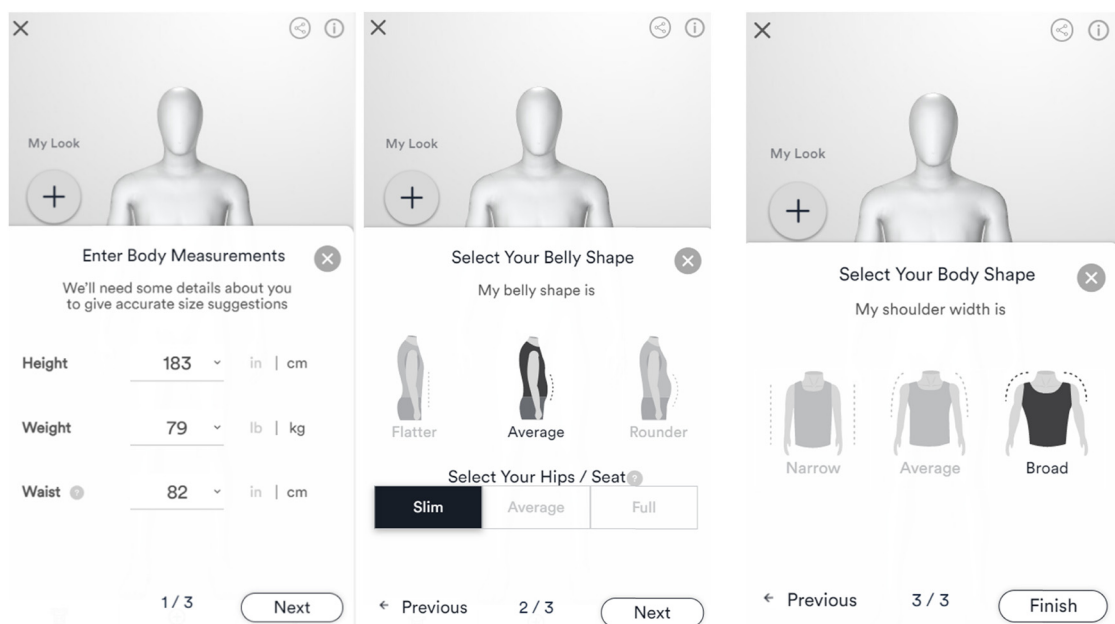 My Look
Enter Body Measurements
We'll need some details about you
to give accurate size suggestions
Height 183 in | cm
Weight 79 lb | kg
Waist ? 82 in | cm
1 / 3 Next
My Look
Select Your Belly Shape
My belly shape is
Flatter Average Rounder
Select Your Hips / Seat ?
Slim Average Full
Previous 2 / 3 Next
My Look
Select Your Body Shape
My shoulder width is
Narrow Average Broad
Previous 3 / 3 Finish